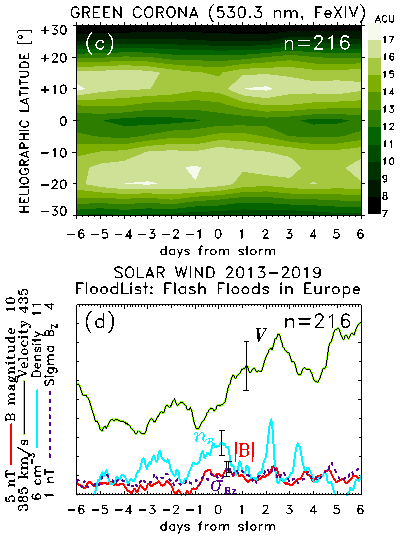 GREEN CORONA (530.3 nm, FeXIV)
ACU
(c) n=216
HELIOGRAPHIC LATITUDE [°]
+30
+20
+10
0
−10
−20
−30
17
16
15
14
13
12
11
10
9
8
7
−6 −5 −4 −3 −2 −1 0 1 2 3 4 5 6
days from storm
SOLAR WIND 2013−2019
FloodList: Flash Floods in Europe
(d) n=216
V
np
|B|
σBz
5 nT B magnitude 10
385 km/s Velocity 435
6 cm−3 Density 11
1 nT Sigma Bz 4
−6 −5 −4 −3 −2 −1 0 1 2 3 4 5 6
days from storm